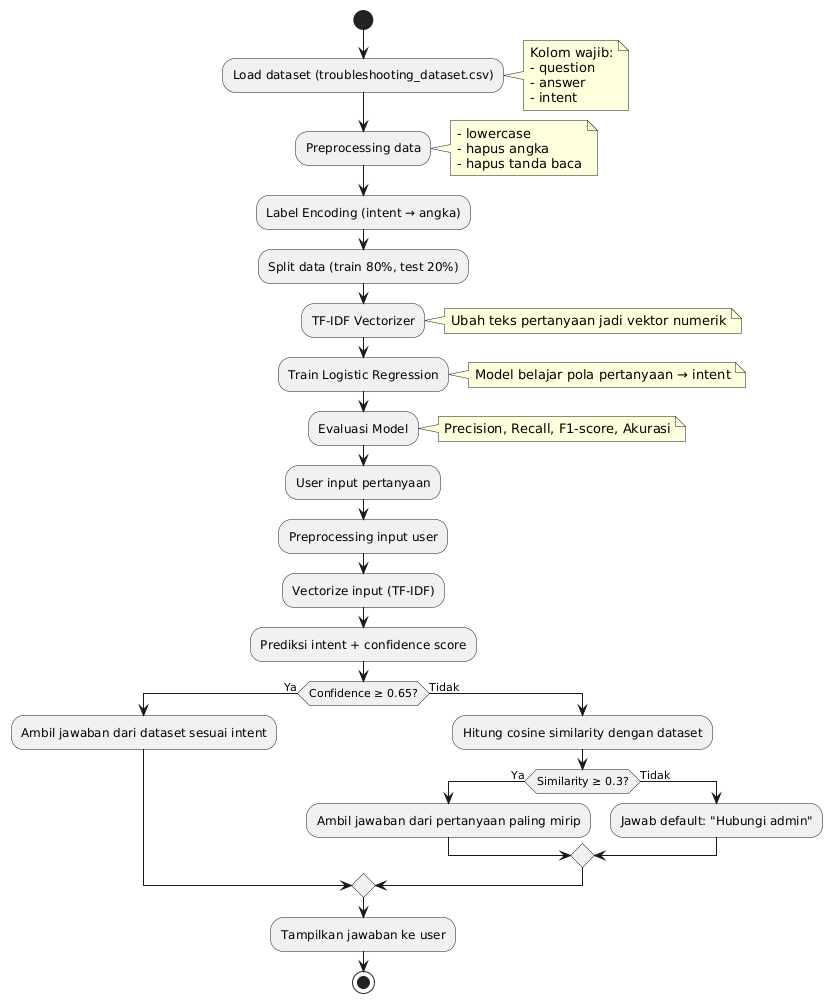 Load dataset (troubleshooting_dataset.csv)
Kolom wajib:
- question
- answer
- intent
Preprocessing data
- lowercase
- hapus angka
- hapus tanda baca
Label Encoding (intent → angka)
Split data (train 80%, test 20%)
TF-IDF Vectorizer
Ubah teks pertanyaan jadi vektor numerik
Train Logistic Regression
Model belajar pola pertanyaan → intent
Evaluasi Model
Precision, Recall, F1-score, Akurasi
User input pertanyaan
Preprocessing input user
Vectorize input (TF-IDF)
Prediksi intent + confidence score
Ya
Confidence ≥ 0.65?
Tidak
Ambil jawaban dari dataset sesuai intent
Hitung cosine similarity dengan dataset
Ya
Similarity ≥ 0.3?
Tidak
Ambil jawaban dari pertanyaan paling mirip
Jawab default: "Hubungi admin"
Tampilkan jawaban ke user